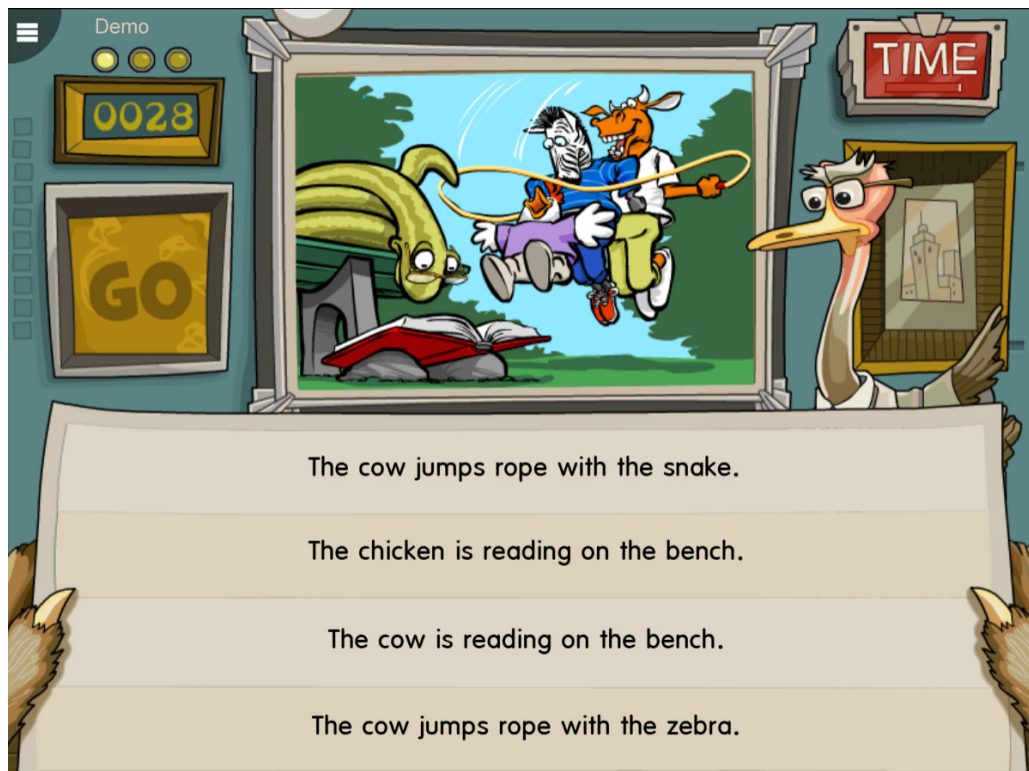 Demo
0028
TIME
GO
The cow jumps rope with the snake.
The chicken is reading on the bench.
The cow is reading on the bench.
The cow jumps rope with the zebra.